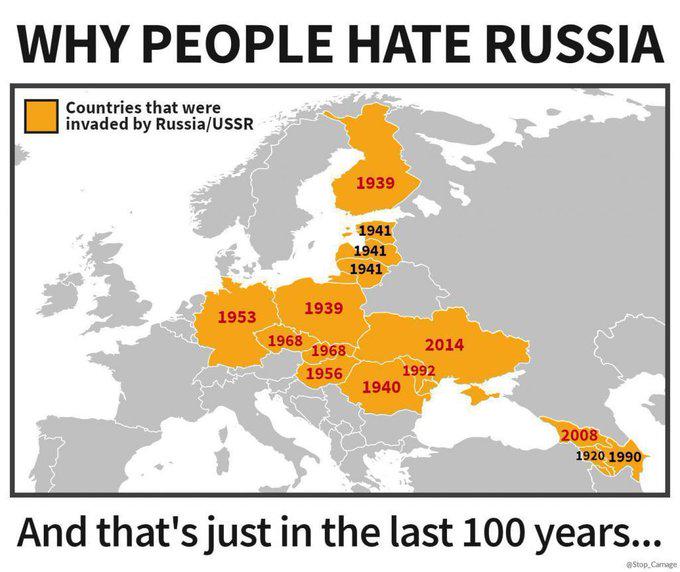 WHY PEOPLE HATE RUSSIA
Countries that were
invaded by Russia/USSR
1939
1941
1941
1941
1953
1939
1968
1968
2014
1956
1992
1940
2008
1920 1990
And that's just in the last 100 years...
@Stop_Carnage